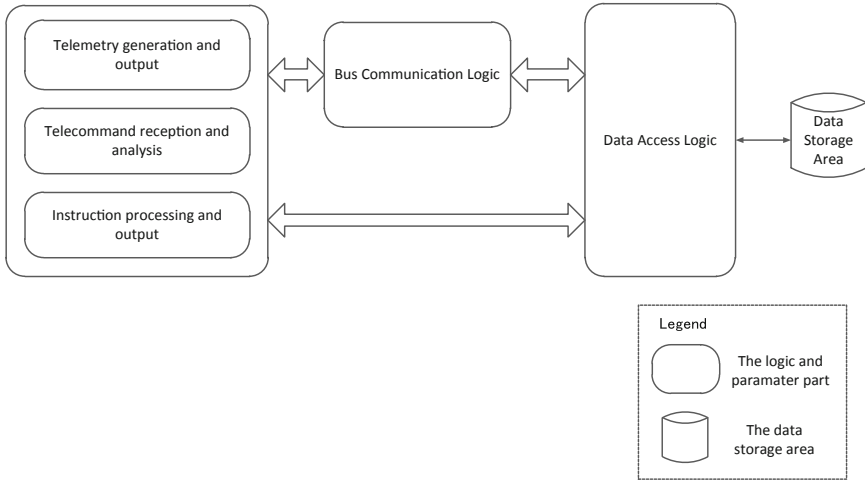 Telemetry generation and
output
Telecommand reception and
analysis
Instruction processing and
output
Bus Communication Logic
Data Access Logic
Data
Storage
Area
Legend
The logic and
paramater part
The data
storage area